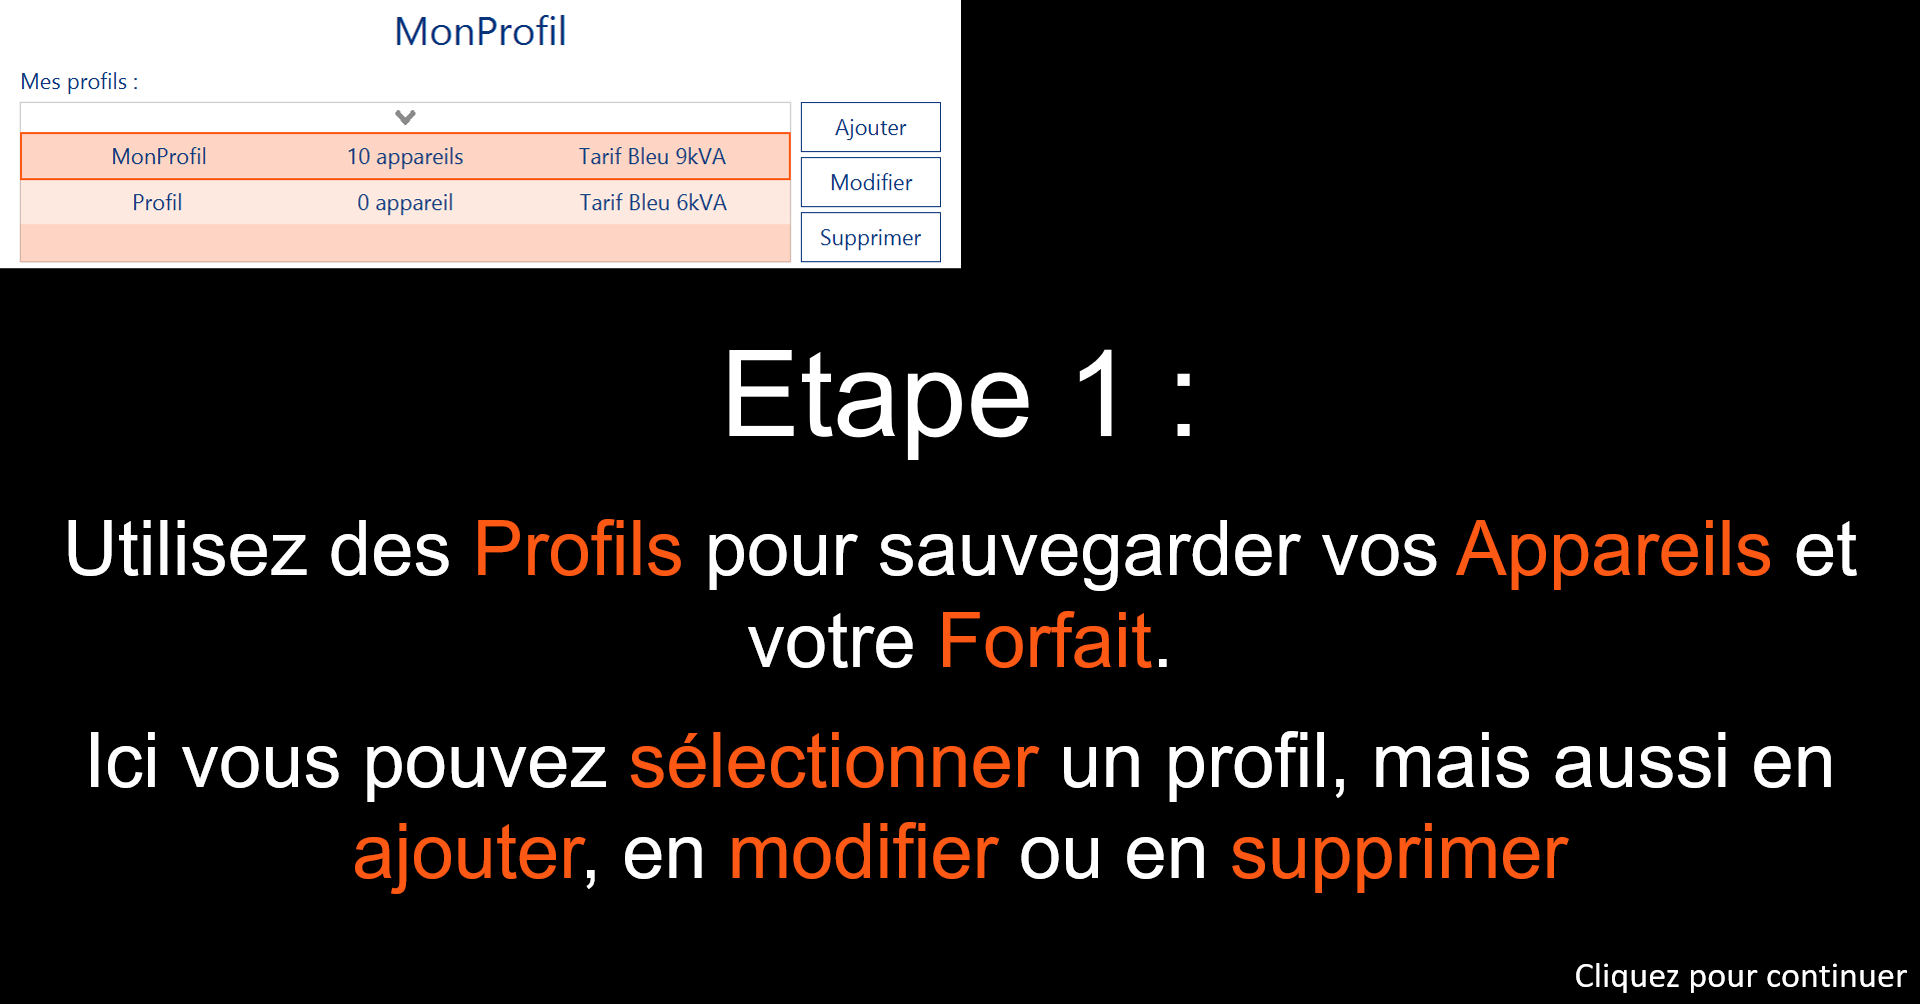 MonProfil
Mes profils :
MonProfil 10 appareils Tarif Bleu 9kVA
Profil 0 appareil Tarif Bleu 6kVA
Ajouter
Modifier
Supprimer
Etape 1 :
Utilisez des Profils pour sauvegarder vos Appareils et
votre Forfait.
Ici vous pouvez sélectionner un profil, mais aussi en
ajouter, en modifier ou en supprimer
Cliquez pour continuer